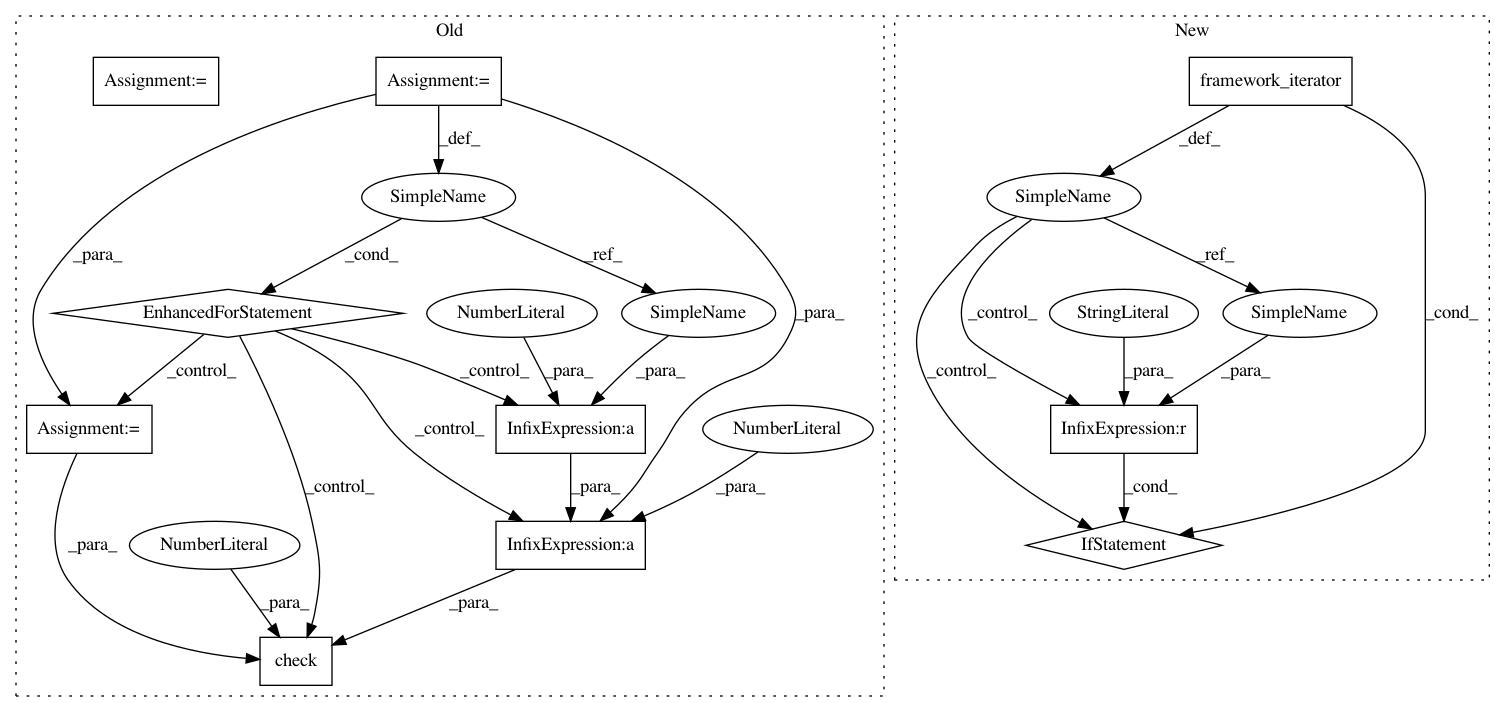 Old
New
Assignment:=
Assignment:=
framework_iterator
_def_
_def_
SimpleName
SimpleName
_para_
_cond_
_ref_
_ref_
EnhancedForStatement
NumberLiteral
SimpleName
_para_
_control_
StringLiteral
SimpleName
_cond_
_control_
_control_
_para_
_para_
_control_
_para_
_para_
Assignment:=
InfixExpression:a
NumberLiteral
InfixExpression:r
_control_
_control_
_para_
_para_
_cond_
_para_
NumberLiteral
InfixExpression:a
IfStatement
_para_
_para_
check